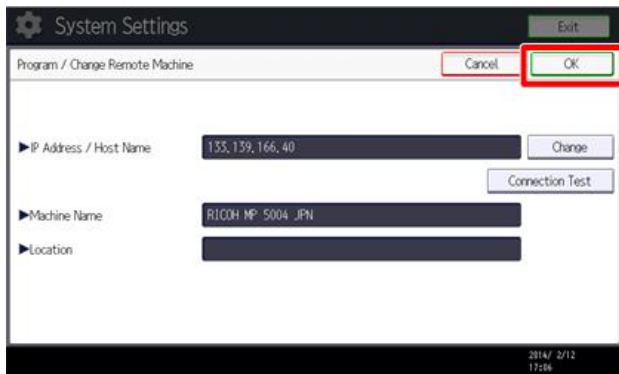 System Settings
Exit
Program / Change Remote Machine
Cancel
OK
▶IP Address / Host Name
133.139.166.40
Change
Connection Test
▶Machine Name
RICOH MP 5004 JPN
▶Location
2014/ 2/12
17:06